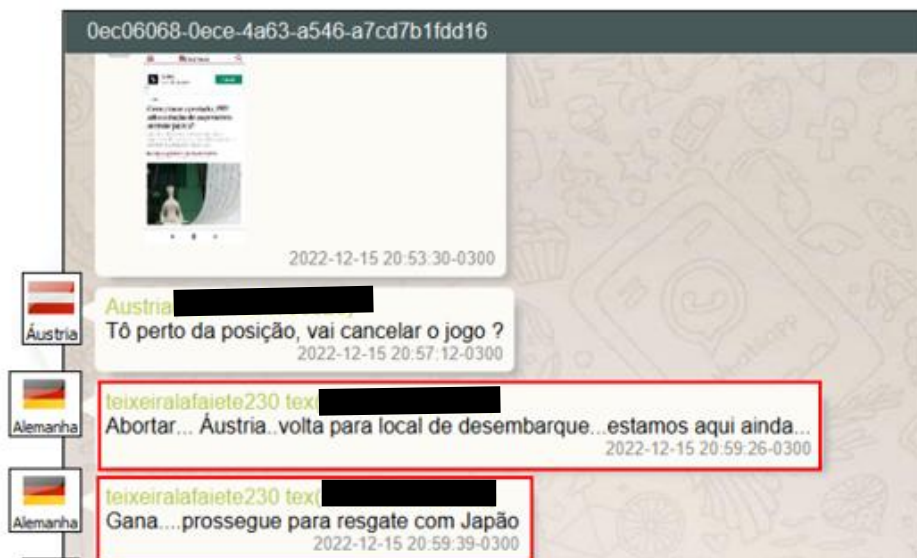 0ec06068-0ece-4a63-a546-a7cd7b1fdd16
2022-12-15 20:53:30-0300
Áustria
Austria
Tô perto da posição, vai cancelar o jogo ?
2022-12-15 20:57:12-0300
Alemanha
teixeiralafaiete230 tex(
Abortar... Áustria..volta para local de desembarque...estamos aqui ainda...
2022-12-15 20:59:26-0300
Alemanha
teixeiralafaiete230 tex(
Gana....prossegue para resgate com Japão
2022-12-15 20:59:39-0300